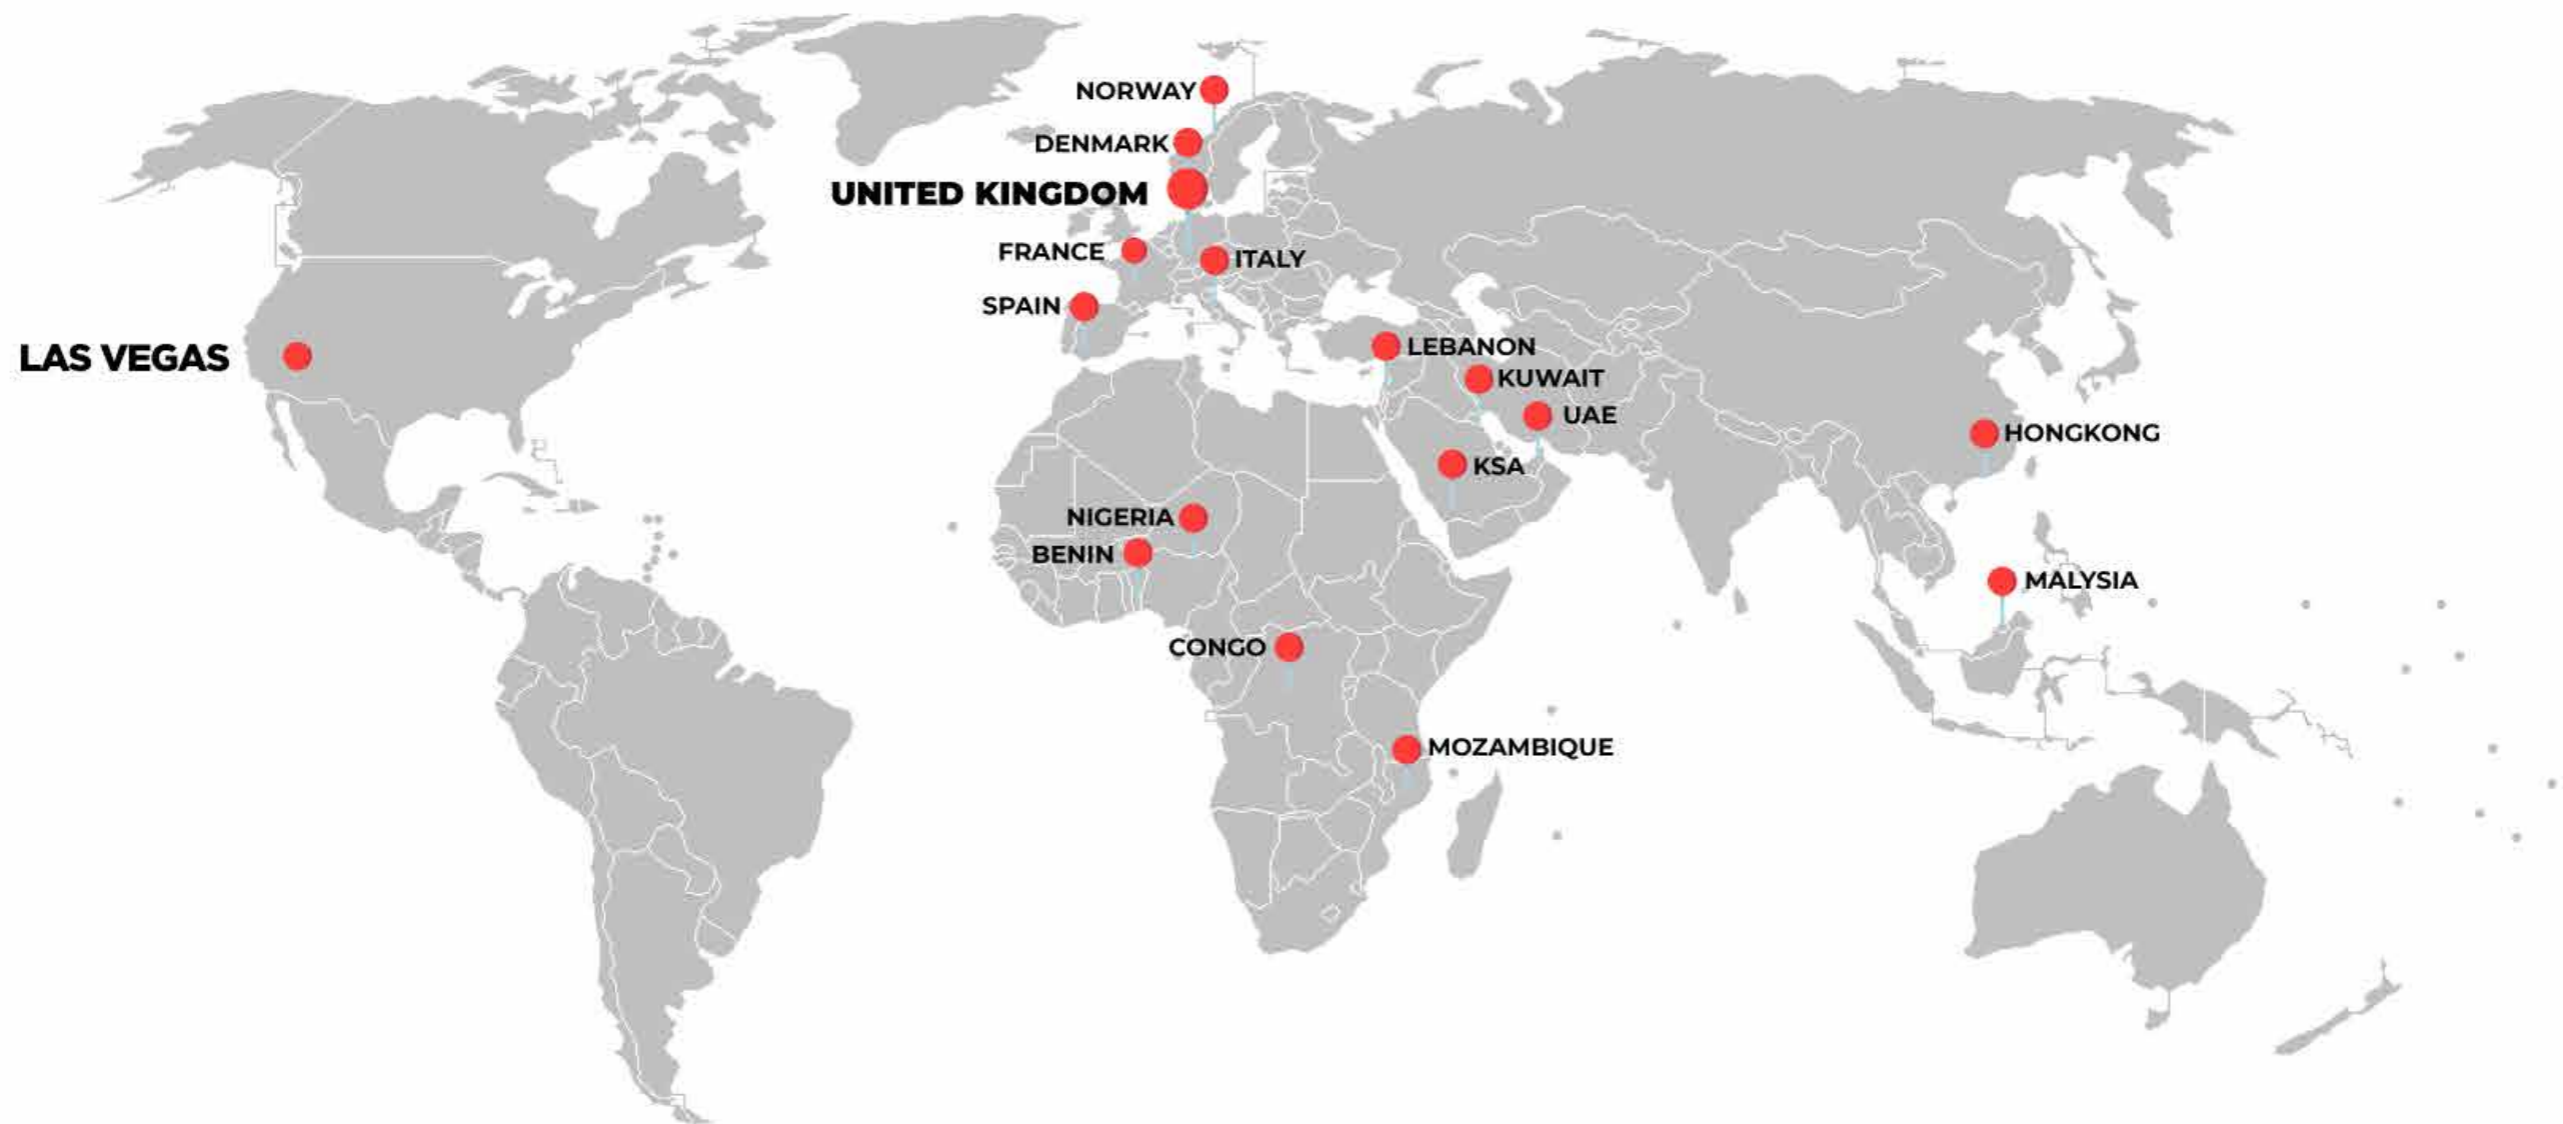 NORWAY
DENMARK
UNITED KINGDOM
FRANCE
ITALY
SPAIN
LEBANON
LAS VEGAS
KUWAIT
UAE
HONGKONG
KSA
NIGERIA
BENIN
MALYSIA
CONGO
MOZAMBIQUE